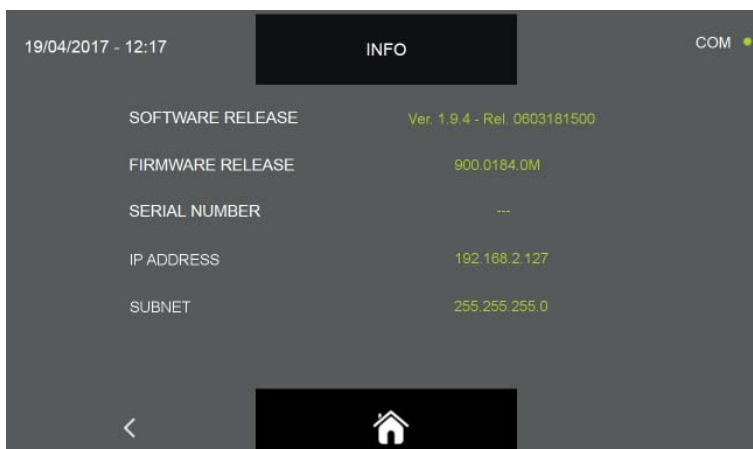 19/04/2017 - 12:17 INFO COM
SOFTWARE RELEASE Ver. 1.9.4 - Rel. 0603181500
FIRMWARE RELEASE 900.0184.0M
SERIAL NUMBER ---
IP ADDRESS 192.168.2.127
SUBNET 255.255.255.0